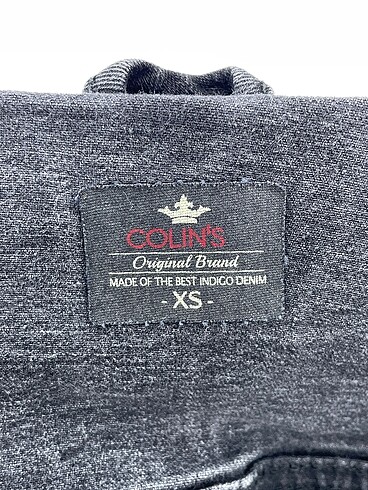 COLIN'S
Original Brand
MADE OF THE BEST INDIGO DENIM
- XS -